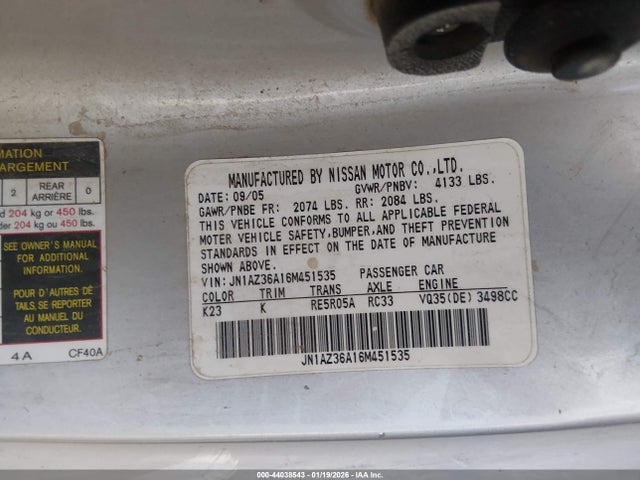 MATION
ARGEMENT
2 REAR ARRIÈRE 0
d 204 kg or 450 lbs.
der 204 kg ou 450 lbs.
SEE OWNER'S MANUAL
FOR ADDITIONAL
INFORMATION.
POUR PLUS DE DÉ-
TAILS, SE REPORTER
AU MANUEL DU
CONDUCTEUR.
4A CF40A
MANUFACTURED BY NISSAN MOTOR CO.,LTD.
DATE: 09/05 GVWR/PNBV: 4133 LBS.
GAWR/PNBE FR: 2074 LBS. RR: 2084 LBS.
THIS VEHICLE CONFORMS TO ALL APPLICABLE FEDERAL
MOTER VEHICLE SAFETY,BUMPER,AND THEFT PREVENTION
STANDARDS IN EFFECT ON THE DATE OF MANUFACTURE
SHOWN ABOVE.
VIN: JN1AZ36A16M451535 PASSENGER CAR
COLOR TRIM TRANS AXLE ENGINE
K23 K RE5R05A RC33 VQ35(DE) 3498CC
JN1AZ36A16M451535
000-44038543 - 01/19/2026 - IAA Inc.